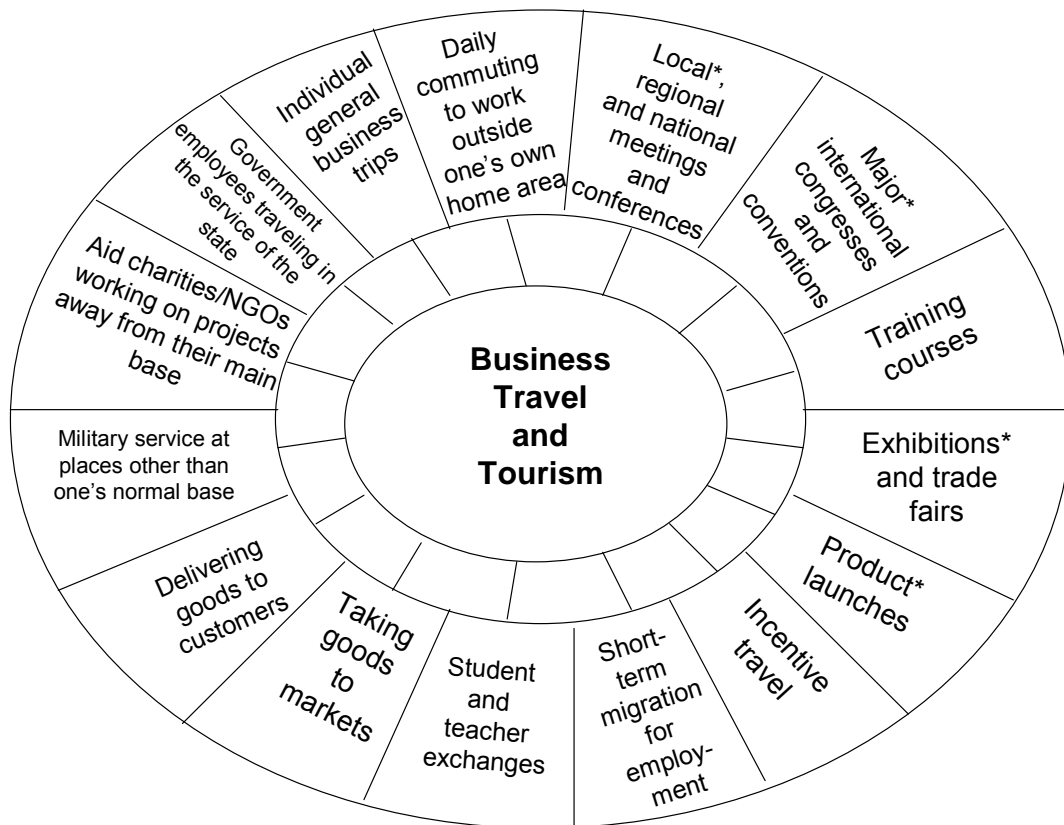 Business
Travel
and
Tourism
Individual
general
business
trips
Daily
commuting
to work
outside
one's own
home area
Local*,
regional
and national
meetings
and
conferences
Major*
international
congresses
and
conventions
Training
courses
Exhibitions*
and trade
fairs
Product*
launches
Incentive
travel
Short-
term
migration
for
employ-
ment
Student
and
teacher
exchanges
Taking
goods
to
markets
Delivering
goods to
customers
Military service at
places other than
one's normal base
Aid charities/NGOs
working on projects
away from their main
base
Government
employees traveling in
the service of the
state